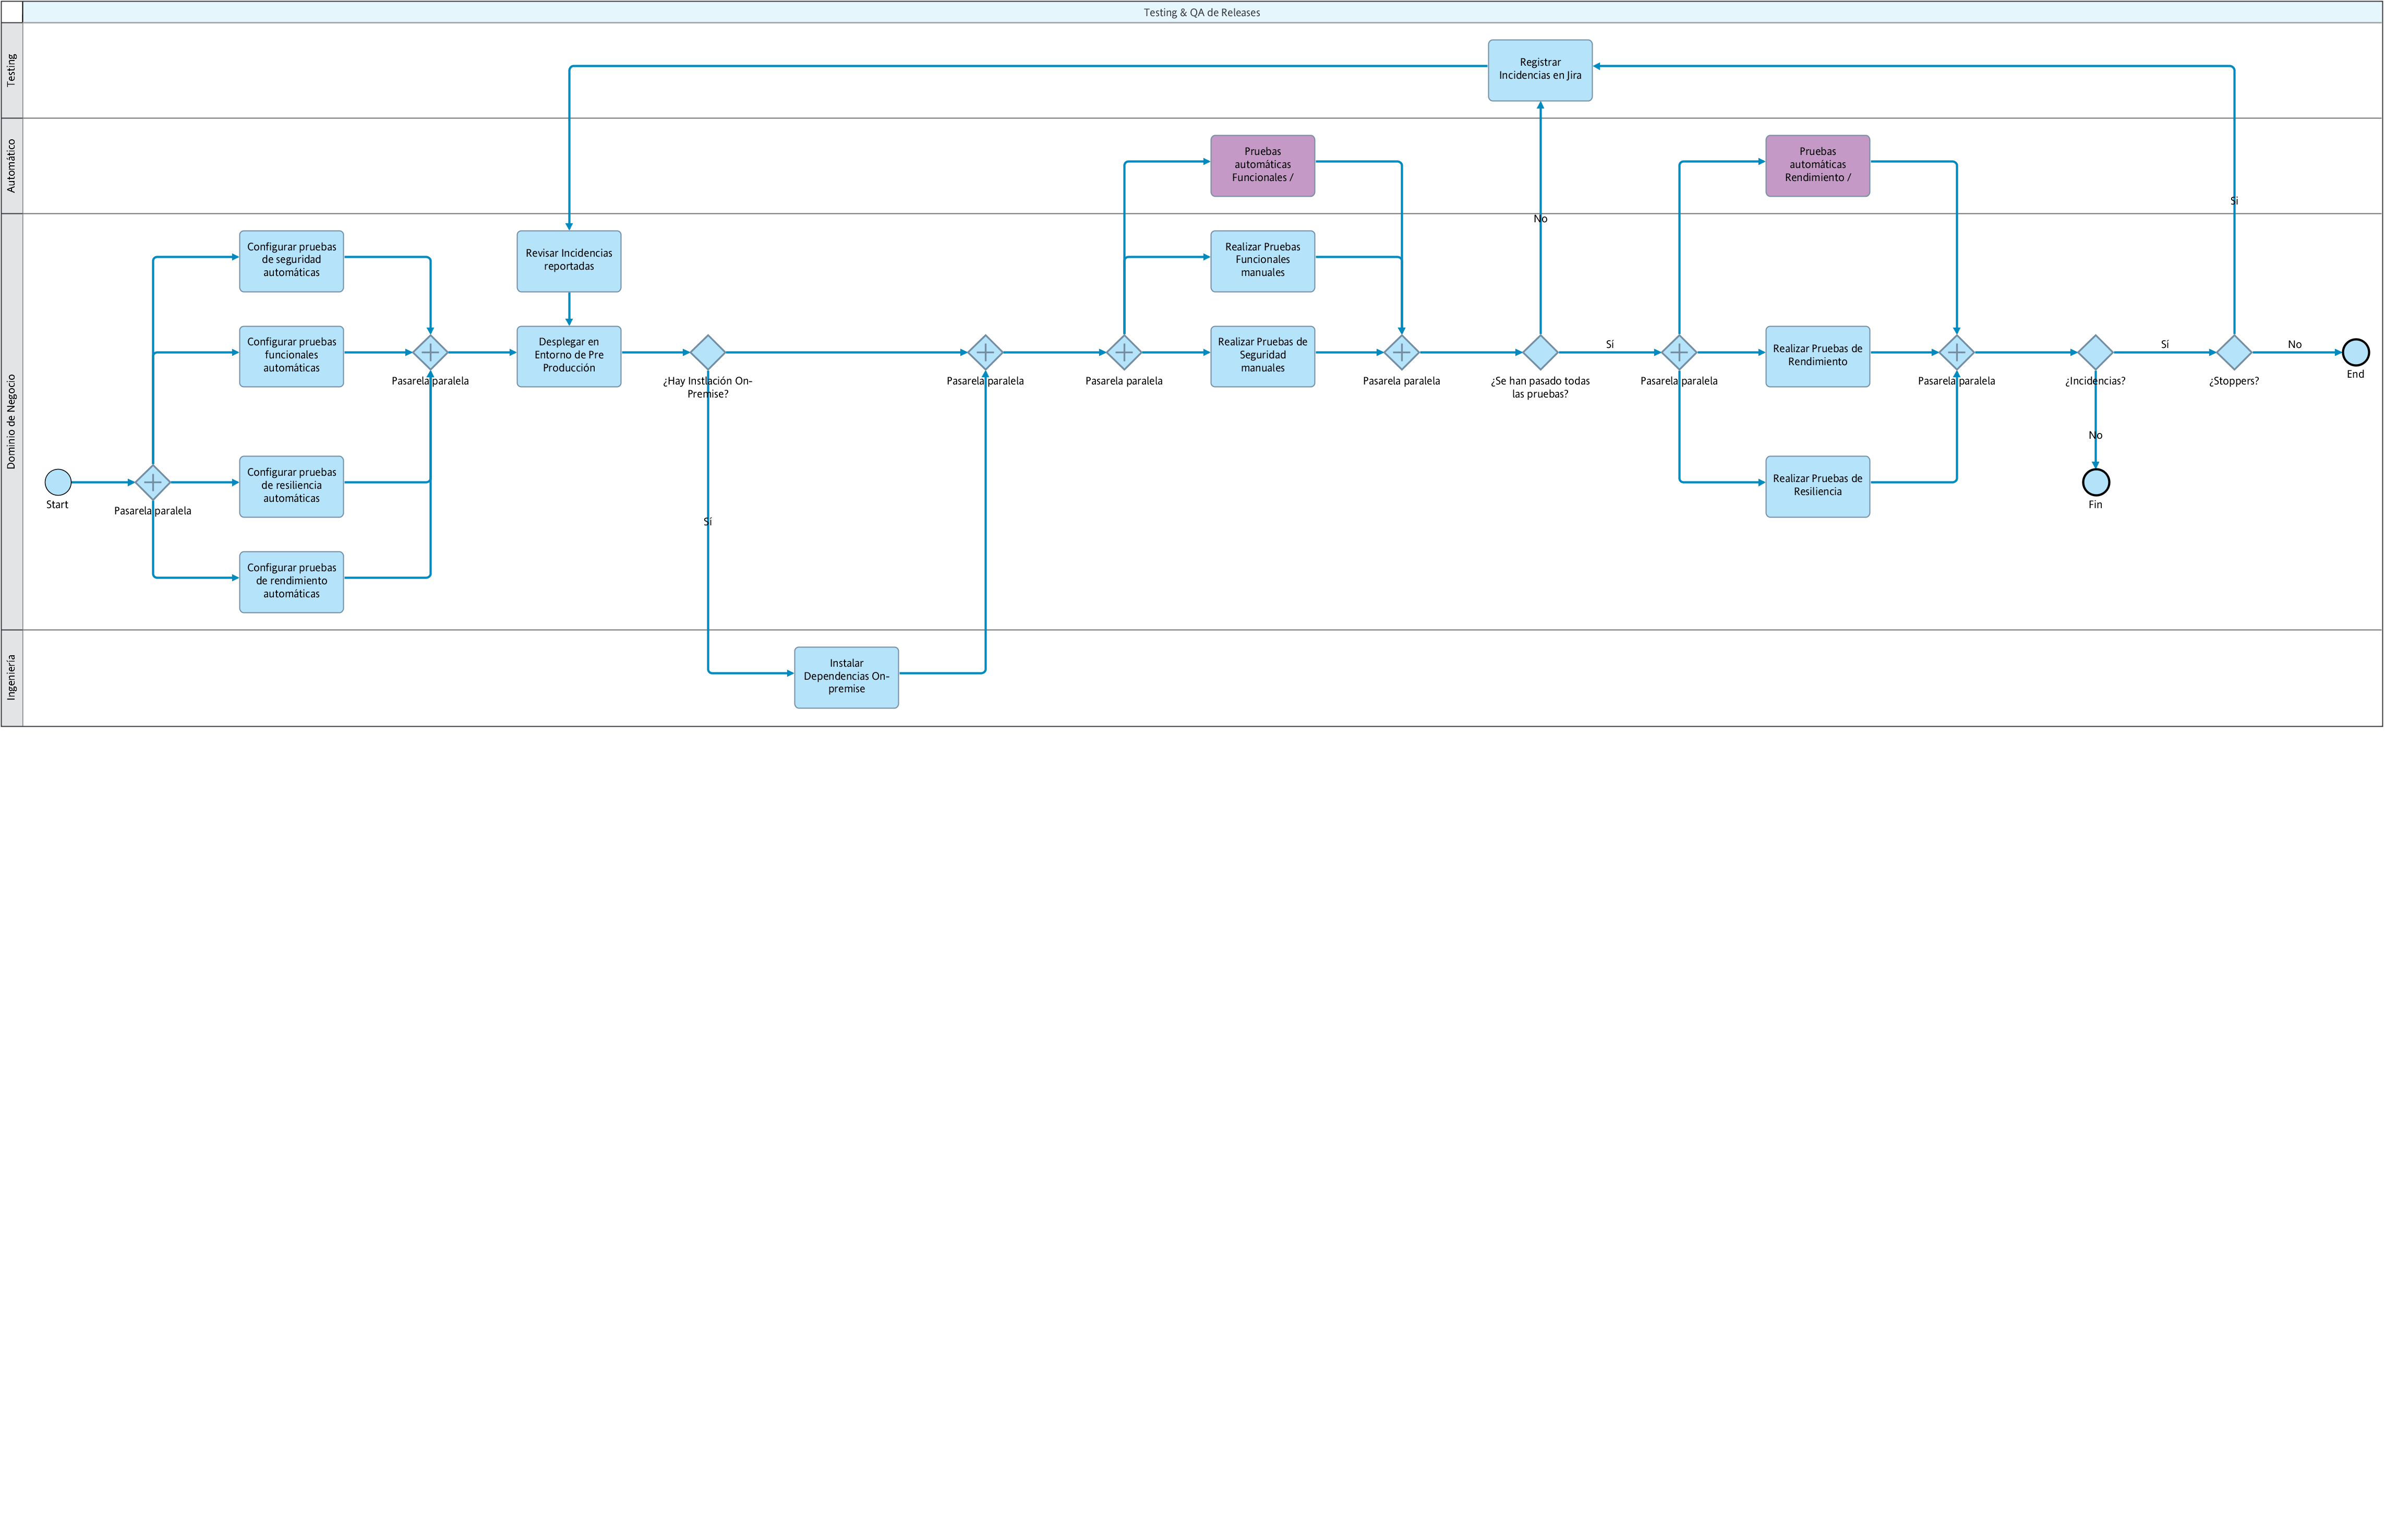 Testing & QA de Releases
Testing
Registrar
Incidencias en Jira
Automático
Pruebas
automáticas
Funcionales /
Pruebas
automáticas
Rendimiento /
Sí
No
Dominio de Negocio
Configurar pruebas
de seguridad
automáticas
Revisar Incidencias
reportadas
Realizar Pruebas
Funcionales
manuales
Configurar pruebas
funcionales
automáticas
Pasarela paralela
Desplegar en
Entorno de Pre
Producción
¿Hay Instlación On-
Premise?
Pasarela paralela
Pasarela paralela
Realizar Pruebas de
Seguridad
manuales
Pasarela paralela
¿Se han pasado todas
las pruebas?
Sí
Pasarela paralela
Realizar Pruebas de
Rendimiento
Pasarela paralela
¿Incidencias?
Sí
¿Stoppers?
No
End
No
Start
Pasarela paralela
Configurar pruebas
de resiliencia
automáticas
Realizar Pruebas de
Resiliencia
Fin
Sí
Configurar pruebas
de rendimiento
automáticas
Ingeniería
Instalar
Dependencias On-
premise